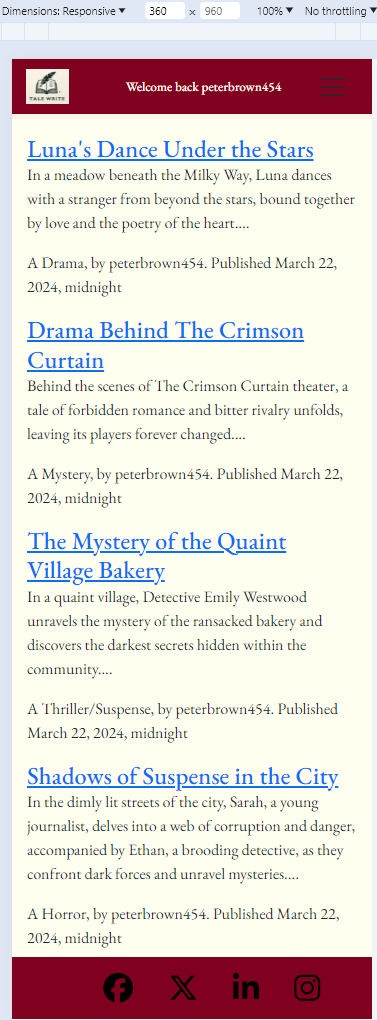 Dimensions: Responsive 360 × 960 100% No throttling
TALE WRITE Welcome back peterbrown454
Luna's Dance Under the Stars
In a meadow beneath the Milky Way, Luna dances
with a stranger from beyond the stars, bound together
by love and the poetry of the heart....
A Drama, by peterbrown454. Published March 22,
2024, midnight
Drama Behind The Crimson
Curtain
Behind the scenes of The Crimson Curtain theater, a
tale of forbidden romance and bitter rivalry unfolds,
leaving its players forever changed....
A Mystery, by peterbrown454. Published March 22,
2024, midnight
The Mystery of the Quaint
Village Bakery
In a quaint village, Detective Emily Westwood
unravels the mystery of the ransacked bakery and
discovers the darkest secrets hidden within the
community....
A Thriller/Suspense, by peterbrown454. Published
March 22, 2024, midnight
Shadows of Suspense in the City
In the dimly lit streets of the city, Sarah, a young
journalist, delves into a web of corruption and danger,
accompanied by Ethan, a brooding detective, as they
confront dark forces and unravel mysteries....
A Horror, by peterbrown454. Published March 22,
2024, midnight